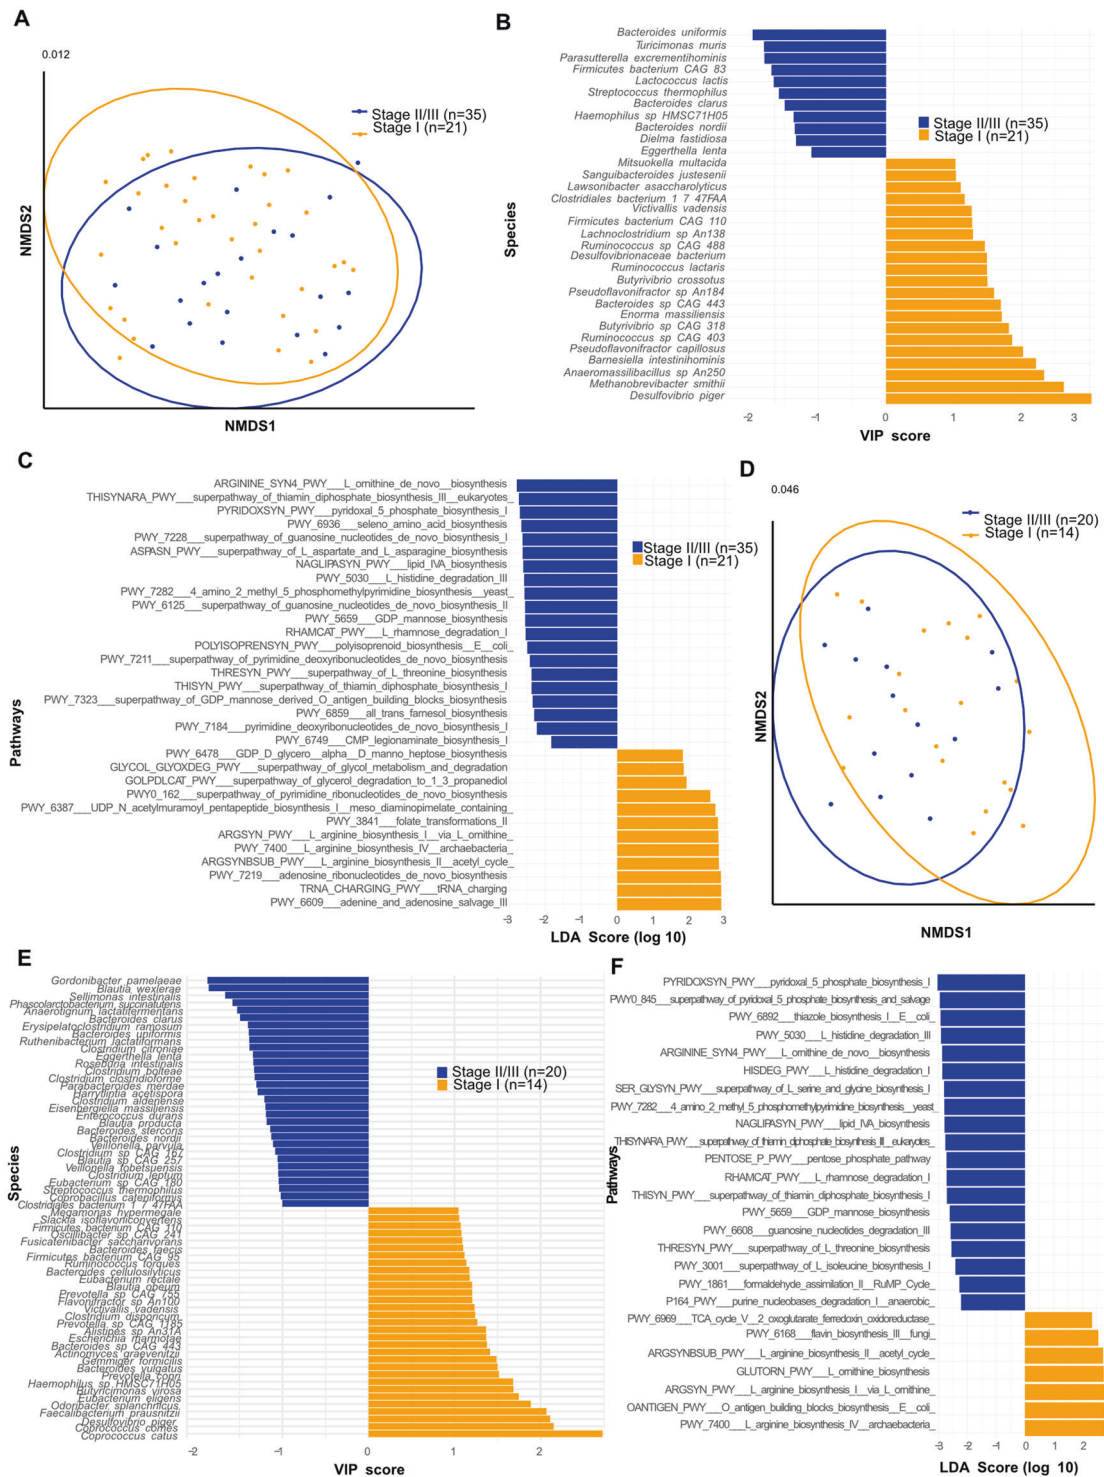 A
0.012
Stage II/III (n=35)
Stage I (n=21)
NMDS2
NMDS1
B
Bacteroides uniformis
Turicimonas muris
Parasutterella excrementihominis
Firmicutes bacterium CAG 83
Lactococcus lactis
Streptococcus thermophilus
Bacteroides clarus
Haemophilus sp HMSC71H05
Bacteroides nordii
Dielma fastidiosa
Eggerthella lenta
Mitsuokella multacida
Sanguibacteroides justesenii
Lawsonibacter asaccharolyticus
Clostridiales bacterium 1 7 47FAA
Victivallis vadensis
Firmicutes bacterium CAG 110
Lachnoclostridium sp An138
Ruminococcus sp CAG 488
Desulfovibrionaceae bacterium
Ruminococcus lactaris
Butyrivibrio crossotus
Pseudoflavonifractor sp An184
Bacteroides sp CAG 443
Enorma massiliensis
Butyrivibrio sp CAG 318
Ruminococcus sp CAG 403
Pseudoflavonifractor capillosus
Barnesiella intestinihominis
Anaeromassilibacillus sp An250
Methanobrevibacter smithii
Desulfovibrio piger
Species
Stage II/III (n=35)
Stage I (n=21)
-2 -1 0 1 2 3
VIP score
C
ARGININE_SYN4_PWY___L_ornithine_de_novo__biosynthesis
THISYNARA_PWY___superpathway_of_thiamin_diphosphate_biosynthesis_III__eukaryotes_
PYRIDOXSYN_PWY___pyridoxal_5_phosphate_biosynthesis_I
PWY_6936___seleno_amino_acid_biosynthesis
PWY_7228___superpathway_of_guanosine_nucleotides_de_novo_biosynthesis_I
ASPASN_PWY___superpathway_of_L_aspartate_and_L_asparagine_biosynthesis
NAGLIPASYN_PWY___lipid_IVA_biosynthesis
PWY_5030___L_histidine_degradation_III
PWY_7282___4_amino_2_methyl_5_phosphomethylpyrimidine_biosynthesis__yeast_
PWY_6125___superpathway_of_guanosine_nucleotides_de_novo_biosynthesis_II
PWY_5659___GDP_mannose_biosynthesis
RHAMCAT_PWY___L_rhamnose_degradation_I
POLYISOPRENSYN_PWY___polyisoprenoid_biosynthesis__E_coli_
PWY_7211___superpathway_of_pyrimidine_deoxyribonucleotides_de_novo_biosynthesis
THRESYN_PWY___superpathway_of_L_threonine_biosynthesis
THISYN_PWY___superpathway_of_thiamin_diphosphate_biosynthesis_I
PWY_7323___superpathway_of_GDP_mannose_derived_O_antigen_building_blocks_biosynthesis
PWY_6859___all_trans_farnesol_biosynthesis
PWY_7184___pyrimidine_deoxyribonucleotides_de_novo_biosynthesis_I
PWY_6749___CMP_legionaminate_biosynthesis_I
PWY_6478___GDP_D_glycero__alpha__D_manno_heptose_biosynthesis
GLYCOL_GLYOXDEG_PWY___superpathway_of_glycol_metabolism_and_degradation
GOLPDLCAT_PWY___superpathway_of_glycerol_degradation_to_1_3_propanediol
PWY0_162___superpathway_of_pyrimidine_ribonucleotides_de_novo_biosynthesis
PWY_6387___UDP_N_acetylmuramoyl_pentapeptide_biosynthesis_I__meso_diaminopimelate_containing_
PWY_3841___folate_transformations_II
ARGSYN_PWY___L_arginine_biosynthesis_I__via_L_ornithine_
PWY_7400___L_arginine_biosynthesis_IV__archaebacteria_
ARGSYNBSUB_PWY___L_arginine_biosynthesis_II__acetyl_cycle_
PWY_7219___adenosine_ribonucleotides_de_novo_biosynthesis
TRNA_CHARGING_PWY___tRNA_charging
PWY_6609___adenine_and_adenosine_salvage_III
Pathways
Stage II/III (n=35)
Stage I (n=21)
-3 -2 -1 0 1 2 3
LDA Score (log 10)
D
0.046
Stage II/III (n=20)
Stage I (n=14)
NMDS2
NMDS1
E
Gordonibacter pamelaeae
Blautia wexlerae
Sellimonas intestinalis
Phascolarctobacterium succinatutens
Anaerotignum lactatifermentans
Bacteroides clarus
Erysipelatoclostridium ramosum
Bacteroides uniformis
Ruthenibacterium lactatiformans
Clostridium citroniae
Eggerthella lenta
Roseburia intestinalis
Clostridium bolteae
Clostridium clostridioforme
Parabacteroides merdae
Harryflintia acetispora
Clostridium aldenense
Eisenbergiella massiliensis
Enterococcus durans
Blautia producta
Bacteroides stercoris
Bacteroides nordii
Veillonella parvula
Clostridium sp CAG 167
Blautia sp CAG 257
Veillonella tobetsuensis
Clostridium leptum
Eubacterium sp CAG 180
Streptococcus thermophilus
Coprobacillus cateniformis
Clostridiales bacterium 1 7 47FAA
Megamonas hypermegale
Slackia isoflavoniconvertens
Firmicutes bacterium CAG 110
Oscillibacter sp CAG 241
Fusicatenibacter saccharivorans
Bacteroides faecis
Firmicutes bacterium CAG 95
Ruminococcus torques
Bacteroides cellulosilyticus
Eubacterium rectale
Blautia obeum
Prevotella sp CAG 755
Flavonifractor sp An100
Victivallis vadensis
Clostridium disporicum
Prevotella sp CAG 1185
Alistipes sp An31A
Escherichia marmotae
Bacteroides sp CAG 443
Actinomyces graevenitzii
Gemmiger formicilis
Bacteroides vulgatus
Prevotella copri
Haemophilus sp HMSC71H05
Butyricimonas virosa
Eubacterium eligens
Odoribacter splanchnicus
Faecalibacterium prausnitzii
Desulfovibrio piger
Coprococcus comes
Coprococcus catus
Species
Stage II/III (n=20)
Stage I (n=14)
-2 -1 0 1 2
VIP score
F
PYRIDOXSYN_PWY___pyridoxal_5_phosphate_biosynthesis_I
PWY0_845___superpathway_of_pyridoxal_5_phosphate_biosynthesis_and_salvage
PWY_6892___thiazole_biosynthesis_I__E_coli_
PWY_5030___L_histidine_degradation_III
ARGININE_SYN4_PWY___L_ornithine_de_novo__biosynthesis
HISDEG_PWY___L_histidine_degradation_I
SER_GLYSYN_PWY___superpathway_of_L_serine_and_glycine_biosynthesis_I
PWY_7282___4_amino_2_methyl_5_phosphomethylpyrimidine_biosynthesis__yeast_
NAGLIPASYN_PWY___lipid_IVA_biosynthesis
THISYNARA_PWY___superpathway_of_thiamin_diphosphate_biosynthesis_III__eukaryotes_
PENTOSE_P_PWY___pentose_phosphate_pathway
RHAMCAT_PWY___L_rhamnose_degradation_I
THISYN_PWY___superpathway_of_thiamin_diphosphate_biosynthesis_I
PWY_5659___GDP_mannose_biosynthesis
PWY_6608___guanosine_nucleotides_degradation_III
THRESYN_PWY___superpathway_of_L_threonine_biosynthesis
PWY_3001___superpathway_of_L_isoleucine_biosynthesis_I
PWY_1861___formaldehyde_assimilation_II__RuMP_Cycle_
P164_PWY___purine_nucleobases_degradation_I__anaerobic_
PWY_6969___TCA_cycle_V__2_oxoglutarate_ferredoxin_oxidoreductase_
PWY_6168___flavin_biosynthesis_III__fungi_
ARGSYNBSUB_PWY___L_arginine_biosynthesis_II__acetyl_cycle_
GLUTORN_PWY___L_ornithine_biosynthesis
ARGSYN_PWY___L_arginine_biosynthesis_I__via_L_ornithine_
OANTIGEN_PWY___O_antigen_building_blocks_biosynthesis__E_coli_
PWY_7400___L_arginine_biosynthesis_IV__archaebacteria_
Pathways
-3 -2 -1 0 1 2
LDA Score (log 10)